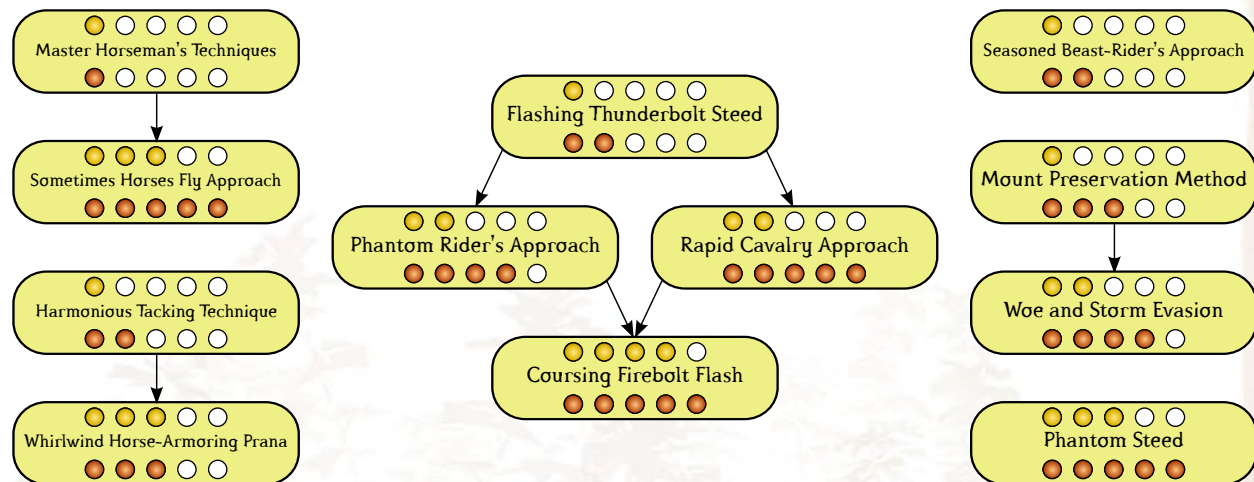 Master Horseman's Techniques
Sometimes Horses Fly Approach
Harmonious Tacking Technique
Whirlwind Horse-Armoring Prana
Flashing Thunderbolt Steed
Phantom Rider's Approach
Rapid Cavalry Approach
Coursing Firebolt Flash
Seasoned Beast-Rider's Approach
Mount Preservation Method
Woe and Storm Evasion
Phantom Steed